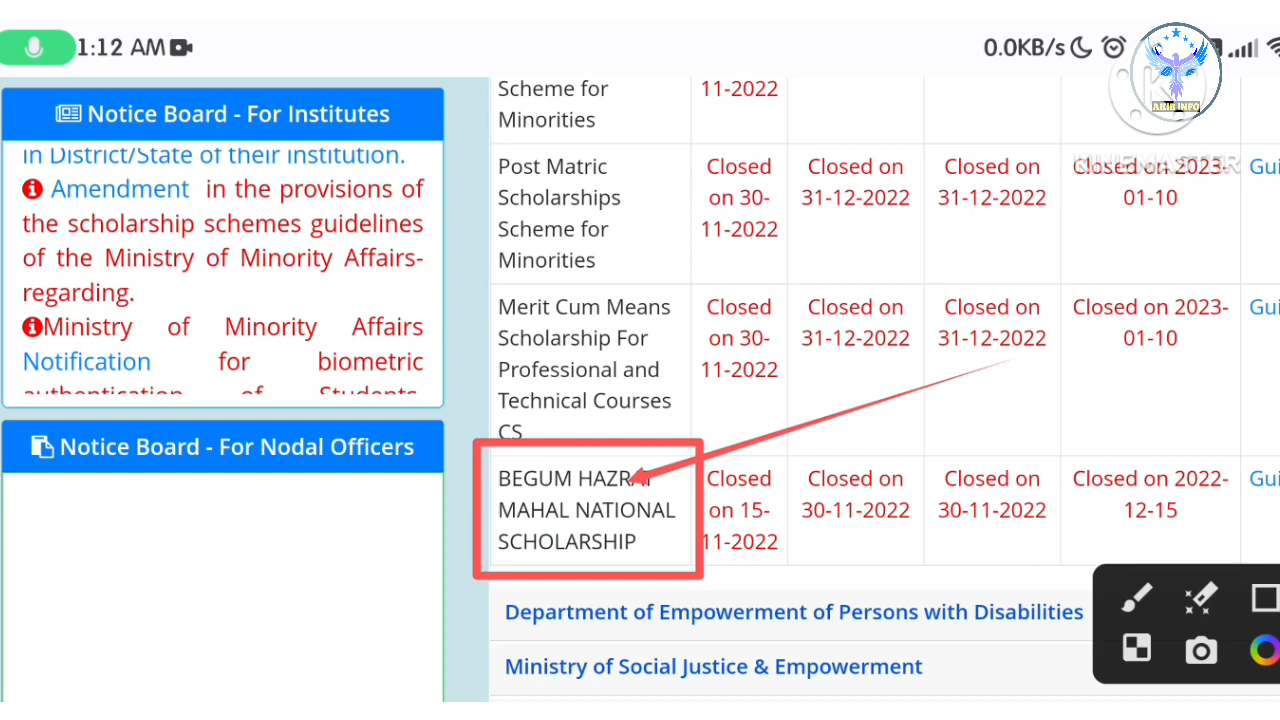 1:12 AM
0.0KB/s
ARIB INFO
KINEMASTER
Notice Board - For Institutes
in District/State of their institution.
Amendment in the provisions of
the scholarship schemes guidelines
of the Ministry of Minority Affairs-
regarding.
Ministry of Minority Affairs
Notification for biometric
authentication of Students,
Notice Board - For Nodal Officers
Scheme for
Minorities
11-2022
Post Matric
Scholarships
Scheme for
Minorities
Closed
on 30-
11-2022
Closed on
31-12-2022
Closed on
31-12-2022
Closed on 2023-
01-10
Gui
Merit Cum Means
Scholarship For
Professional and
Technical Courses
CS
Closed
on 30-
11-2022
Closed on
31-12-2022
Closed on
31-12-2022
Closed on 2023-
01-10
Gui
BEGUM HAZRAT
MAHAL NATIONAL
SCHOLARSHIP
Closed
on 15-
11-2022
Closed on
30-11-2022
Closed on
30-11-2022
Closed on 2022-
12-15
Gui
Department of Empowerment of Persons with Disabilities
Ministry of Social Justice & Empowerment